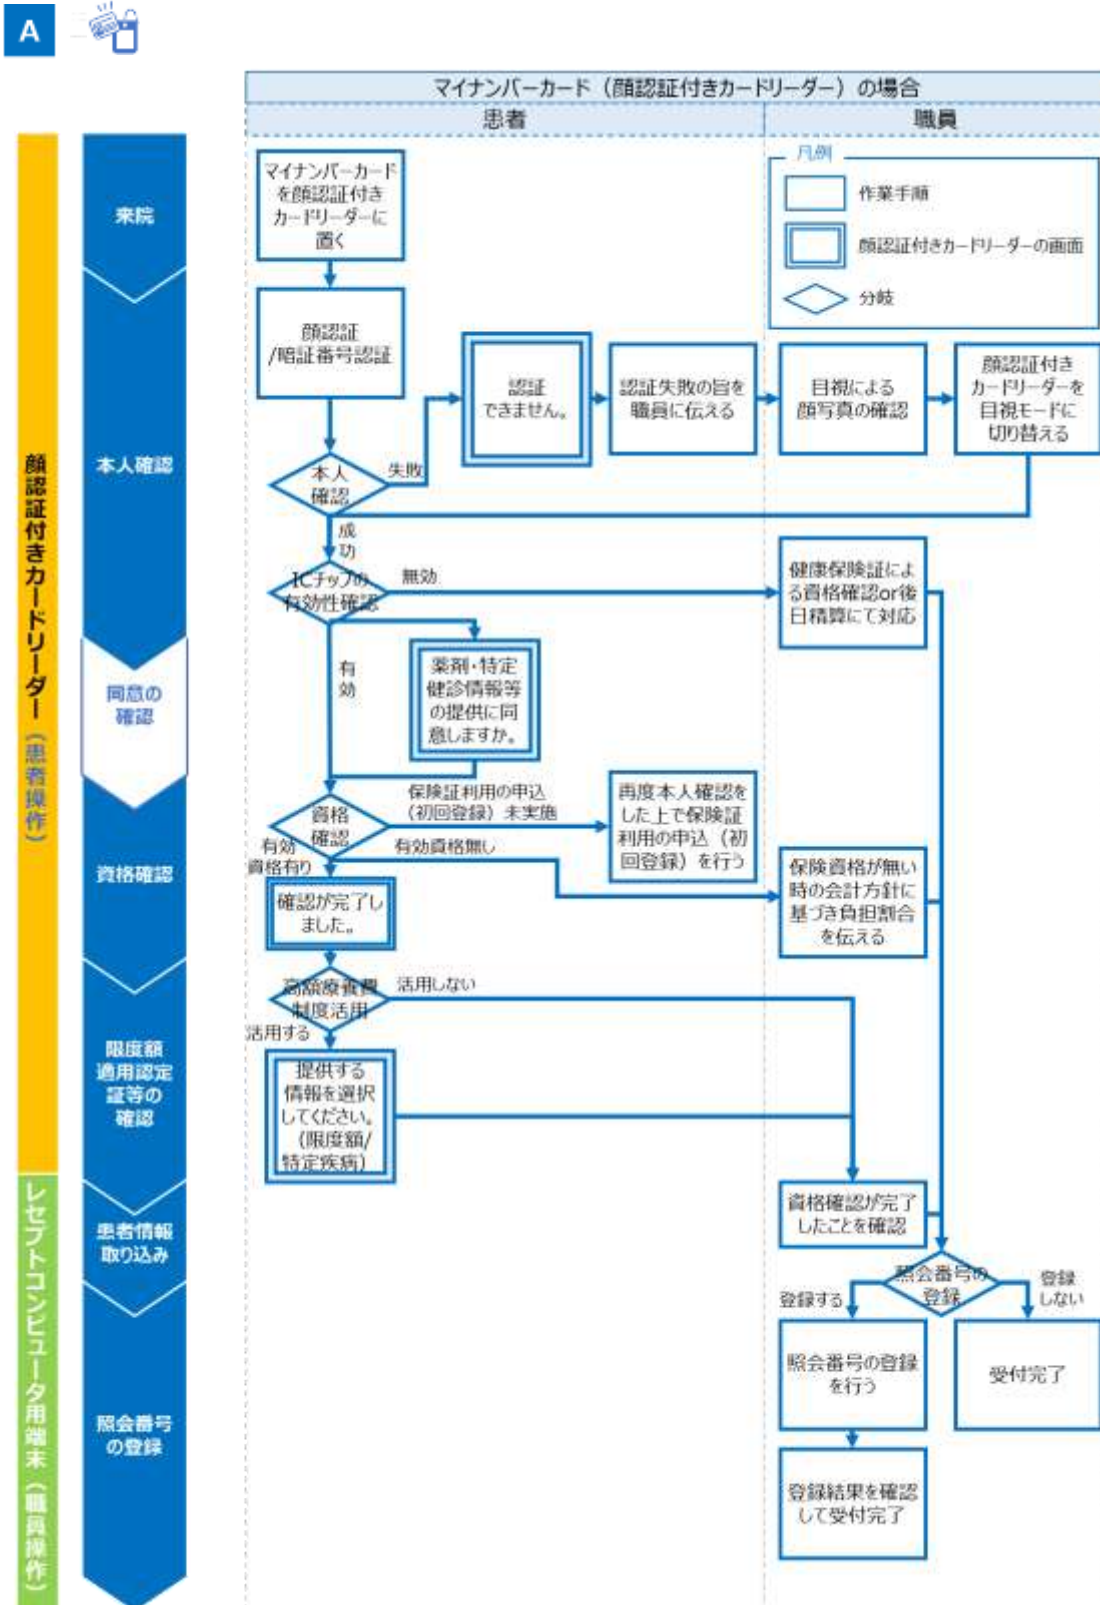 A
マイナンバーカード（顔認証付きカードリーダー）の場合
患者
職員
顔認証付きカードリーダー（患者操作）
レセプトコンピュータ用端末（職員操作）
来院
本人確認
同意の
確認
資格確認
限度額
適用認定
証等の
確認
患者情報
取り込み
照会番号
の登録
凡例
作業手順
顔認証付きカードリーダーの画面
分岐
マイナンバーカード
を顔認証付き
カードリーダーに
置く
顔認証
/暗証番号認証
本人
確認
失敗
認証
できません。
認証失敗の旨を
職員に伝える
目視による
顔写真の確認
顔認証付き
カードリーダーを
目視モードに
切り替える
成
功
ICチップの
有効性確認
無効
健康保険証によ
る資格確認or後
日精算にて対応
有
効
薬剤・特定
健診情報等
の提供に同
意しますか。
資格
確認
保険証利用の申込
（初回登録）未実施
再度本人確認を
した上で保険証
利用の申込（初
回登録）を行う
有効
資格有り
有効資格無し
保険資格が無い
時の会計方針に
基づき負担割合
を伝える
確認が完了し
ました。
高額療養費
制度活用
活用しない
活用する
提供する
情報を選択
してください。
（限度額/
特定疾病）
資格確認が完了
したことを確認
照会番号の
登録
登録する
登録
しない
照会番号の登録
を行う
受付完了
登録結果を確認
して受付完了